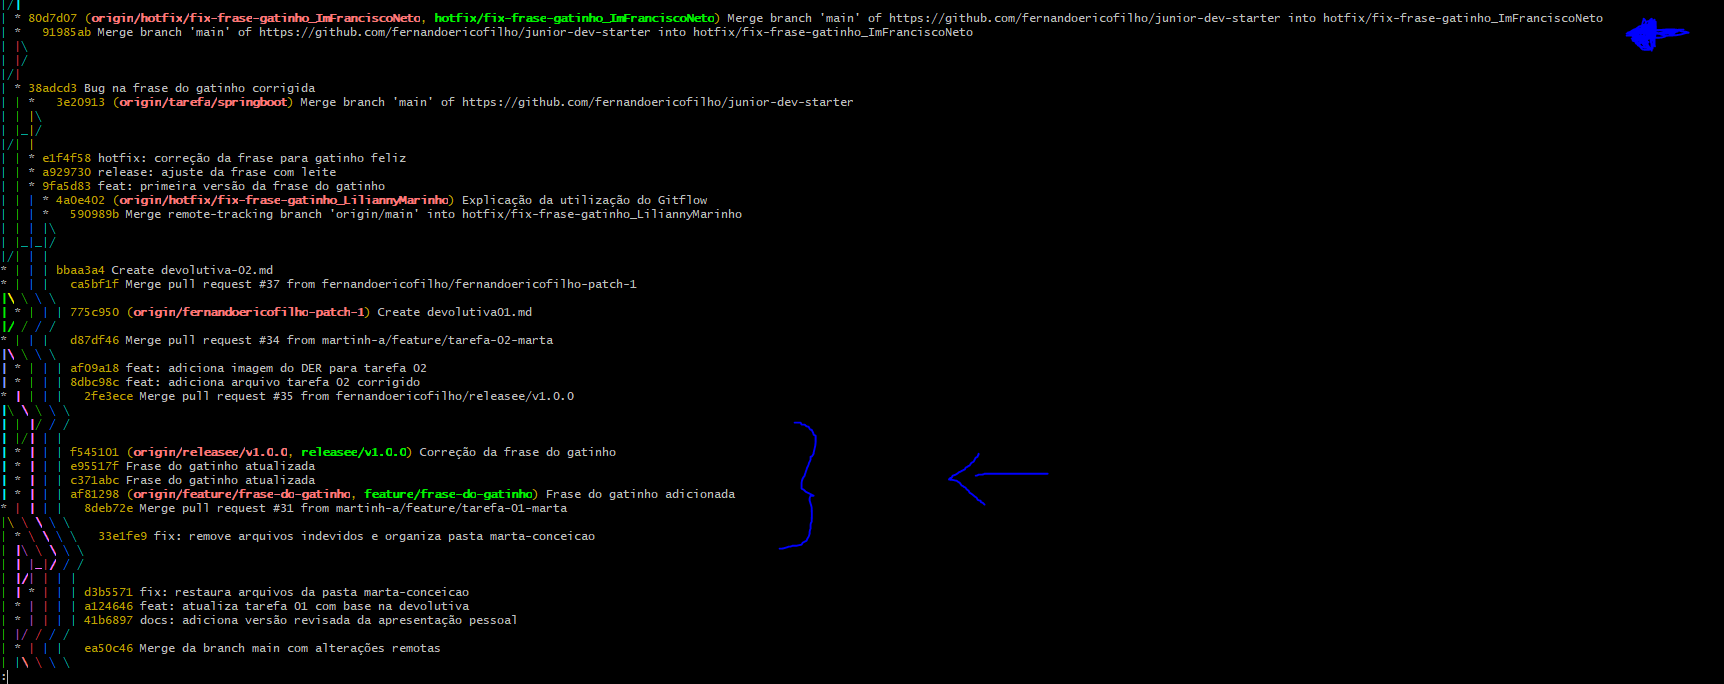 * 80d7d07 (origin/hotfix/fix-frase-gatinho_ImFranciscoNeto, hotfix/fix-frase-gatinho_ImFranciscoNeto) Merge branch 'main' of https://github.com/fernandoericofilho/junior-dev-starter into hotfix/fix-frase-gatinho_ImFranciscoNeto
* 91985ab Merge branch 'main' of https://github.com/fernandoericofilho/junior-dev-starter into hotfix/fix-frase-gatinho_ImFranciscoNeto
* 38adcd3 Bug na frase do gatinho corrigida
* 3e20913 (origin/tarefa/springboot) Merge branch 'main' of https://github.com/fernandoericofilho/junior-dev-starter
* e1f4f58 hotfix: correção da frase para gatinho feliz
* a929730 release: ajuste da frase com leite
* 9fa5d83 feat: primeira versão da frase do gatinho
* 4a0e402 (origin/hotfix/fix-frase-gatinho_LiliannyMarinho) Explicação da utilização do Gitflow
* 590989b Merge remote-tracking branch 'origin/main' into hotfix/fix-frase-gatinho_LiliannyMarinho
* bbaa3a4 Create devolutiva-02.md
* ca5bf1f Merge pull request #37 from fernandoericofilho/fernandoericofilho-patch-1
* 775c950 (origin/fernandoericofilho-patch-1) Create devolutiva01.md
* d87df46 Merge pull request #34 from martinh-a/feature/tarefa-02-marta
* af09a18 feat: adiciona imagem do DER para tarefa 02
* 8dbc98c feat: adiciona arquivo tarefa 02 corrigido
* 2fe3ece Merge pull request #35 from fernandoericofilho/releasee/v1.0.0
* f545101 (origin/releasee/v1.0.0, releasee/v1.0.0) Correção da frase do gatinho
* e95517f Frase do gatinho atualizada
* c371abc Frase do gatinho atualizada
* af81298 (origin/feature/frase-do-gatinho, feature/frase-do-gatinho) Frase do gatinho adicionada
* 8deb72e Merge pull request #31 from martinh-a/feature/tarefa-01-marta
* 33e1fe9 fix: remove arquivos indevidos e organiza pasta marta-conceicao
* d3b5571 fix: restaura arquivos da pasta marta-conceicao
* a124646 feat: atualiza tarefa 01 com base na devolutiva
* 41b6897 docs: adiciona versão revisada da apresentação pessoal
* ea50c46 Merge da branch main com alterações remotas
: